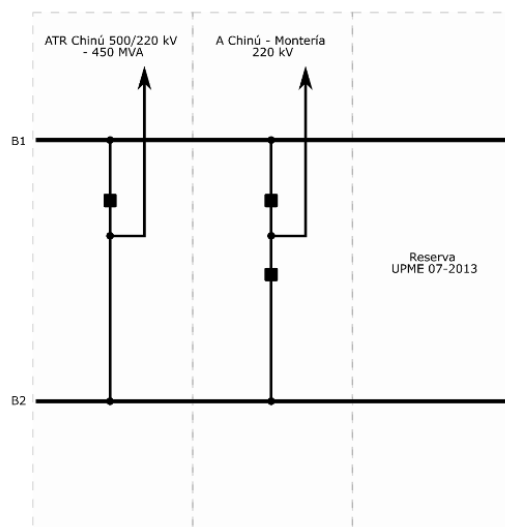 ATR Chinú 500/220 kV
- 450 MVA
A Chinú - Montería
220 kV
B1
Reserva
UPME 07-2013
B2